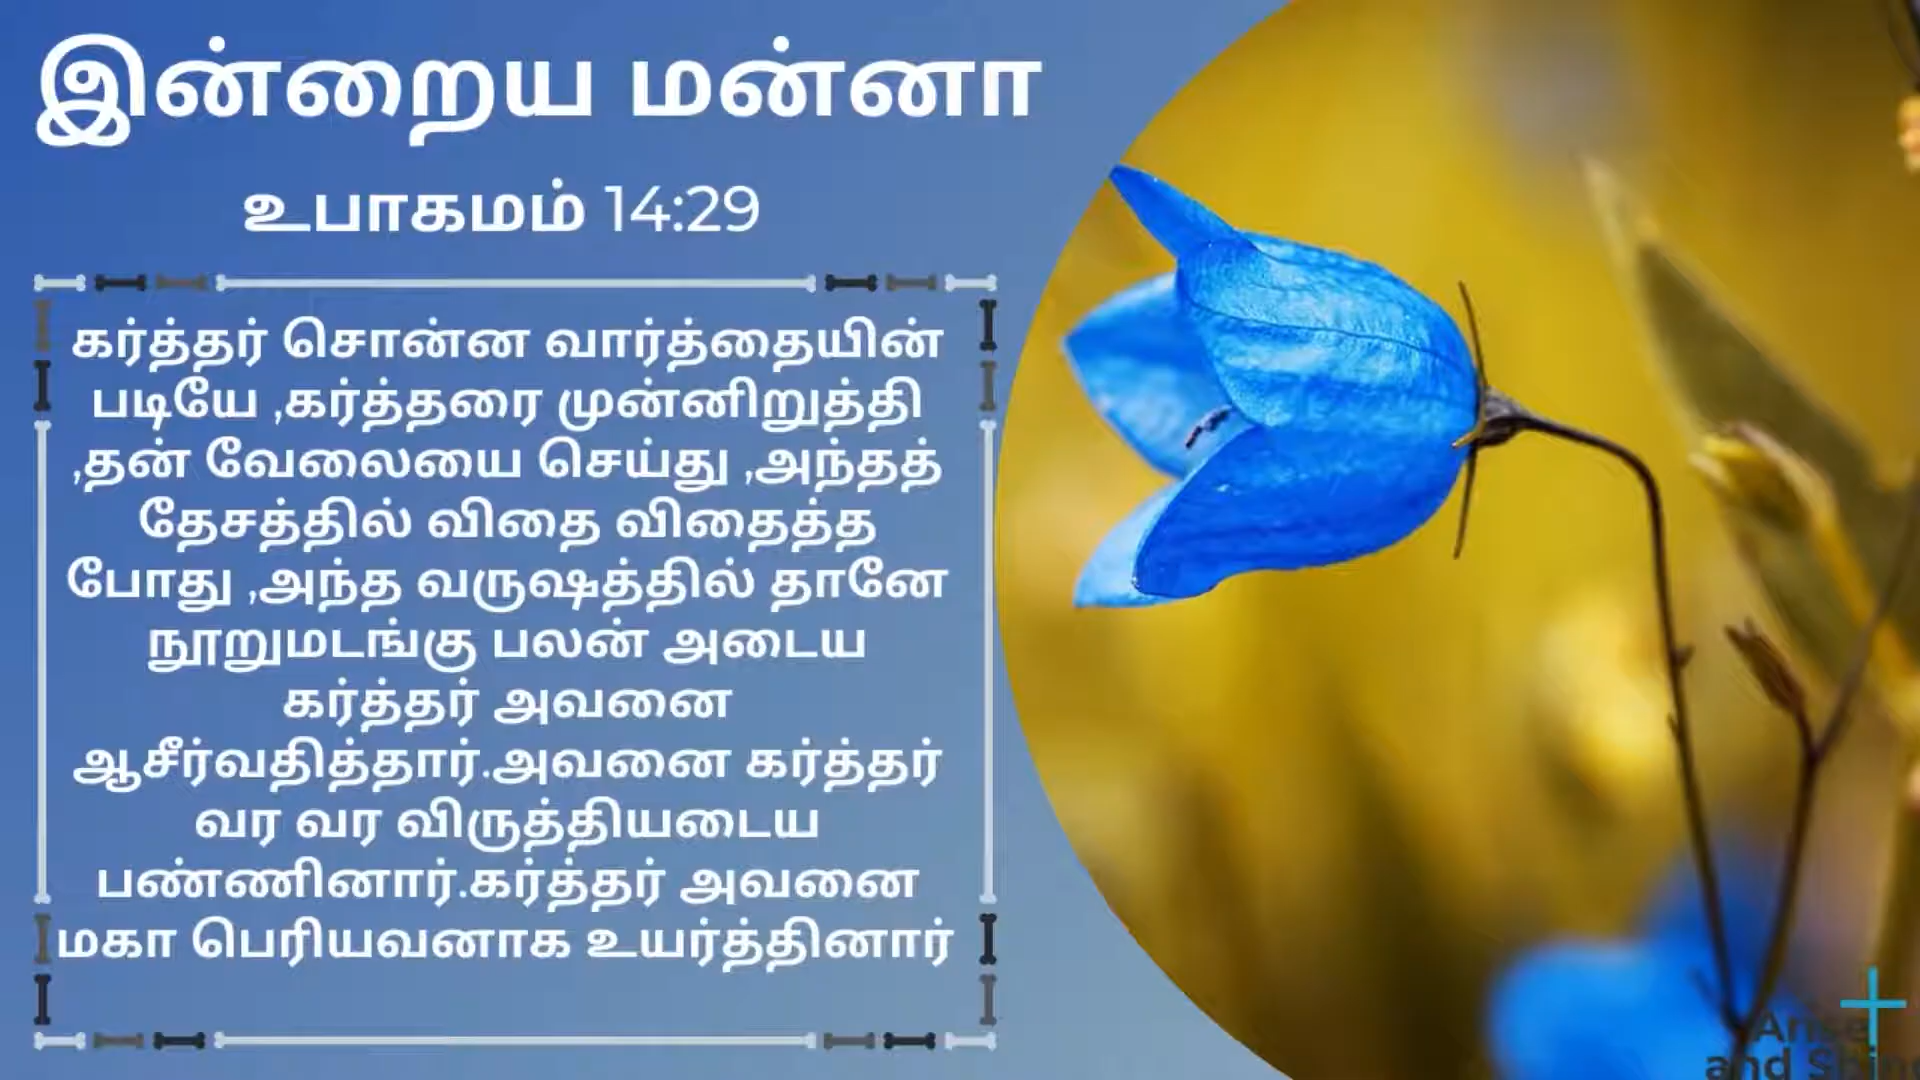 இன்றைய மன்னா
உபாகமம் 14:29
கர்த்தர் சொன்ன வார்த்தையின்
படியே ,கர்த்தரை முன்னிறுத்தி
,தன் வேலையை செய்து ,அந்தத்
தேசத்தில் விதை விதைத்த
போது ,அந்த வருஷத்தில் தானே
நூறுமடங்கு பலன் அடைய
கர்த்தர் அவனை
ஆசீர்வதித்தார்.அவனை கர்த்தர்
வர வர விருத்தியடைய
பண்ணினார்.கர்த்தர் அவனை
மகா பெரியவனாக உயர்த்தினார்
and